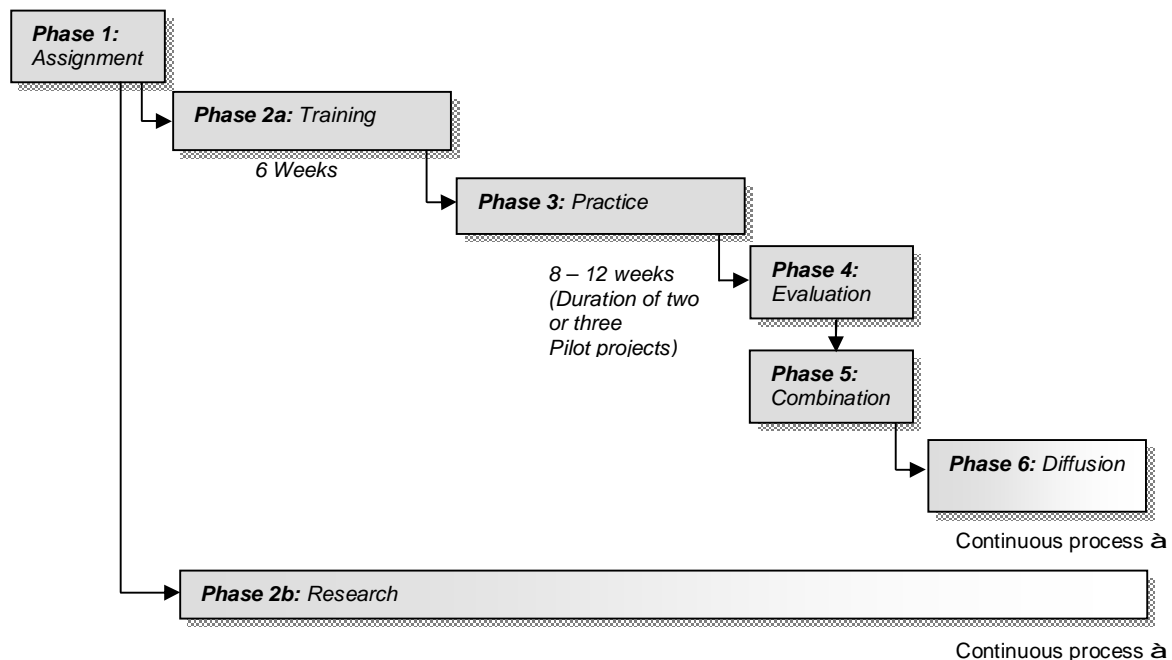 Phase 1:
Assignment
Phase 2a: Training
6 Weeks
Phase 3: Practice
8 – 12 weeks
(Duration of two
or three
Pilot projects)
Phase 4:
Evaluation
Phase 5:
Combination
Phase 6: Diffusion
Continuous process à
Phase 2b: Research
Continuous process à